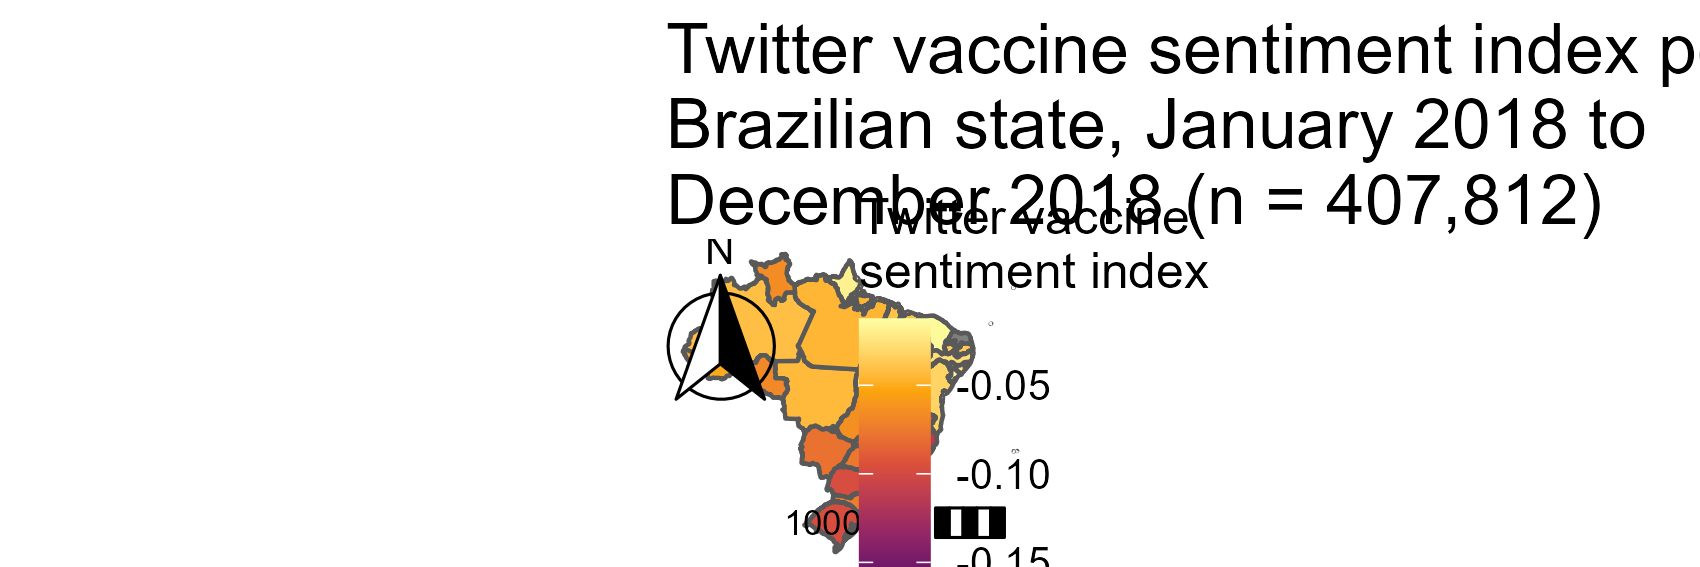 Twitter vaccine sentiment index p
Brazilian state, January 2018 to
December 2018 (n = 407,812)
Twitter vaccine
sentiment index
N
-0.05
-0.10
1000
-0.15